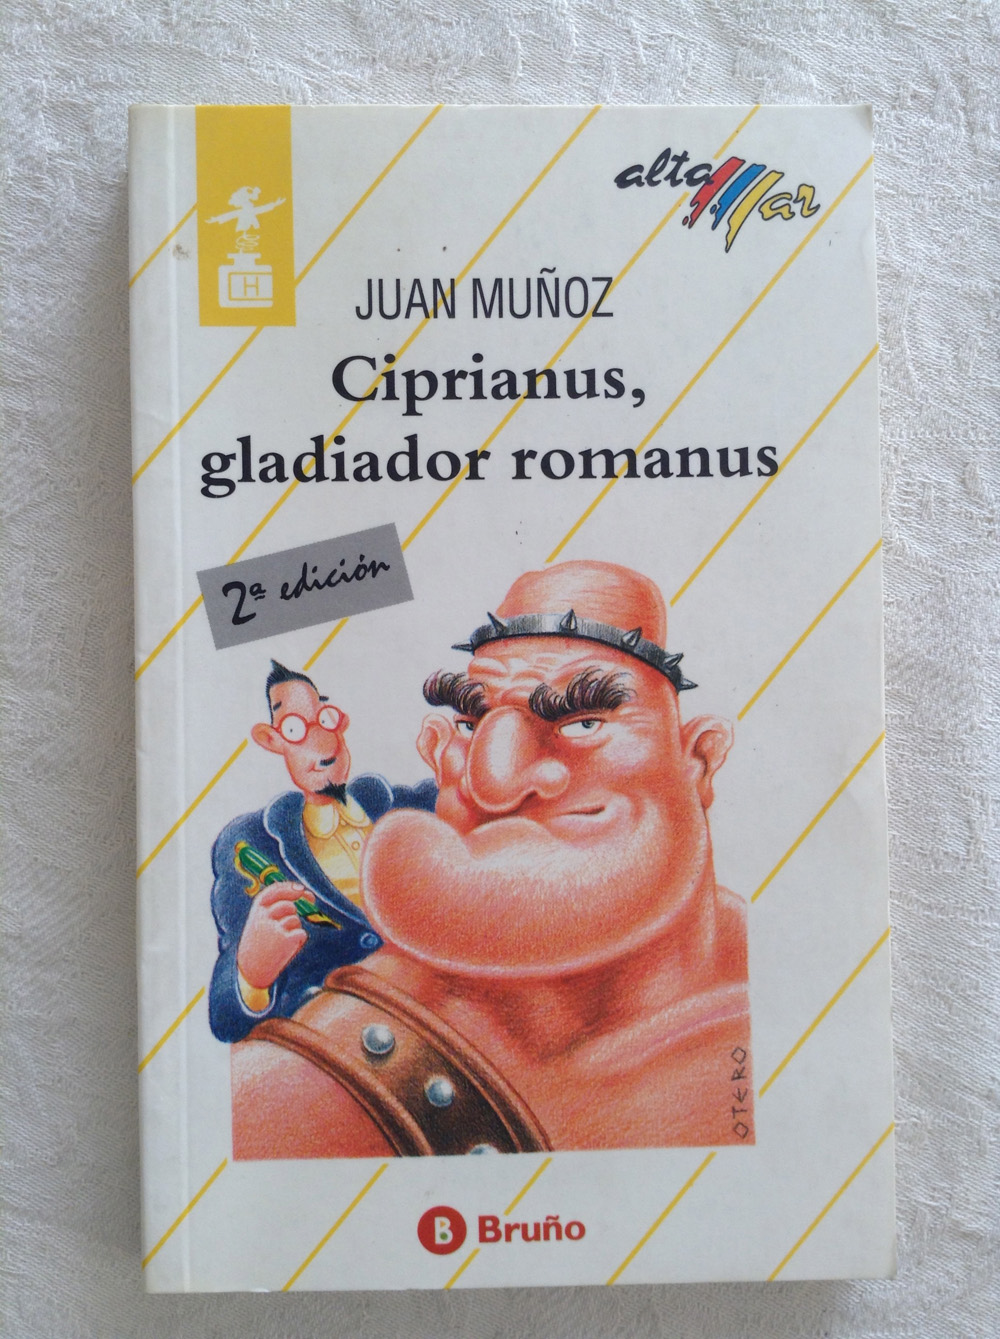 altamar
H
JUAN MUÑOZ
Ciprianus,
gladiador romanus
2ª edición
OTERO
B Bruño